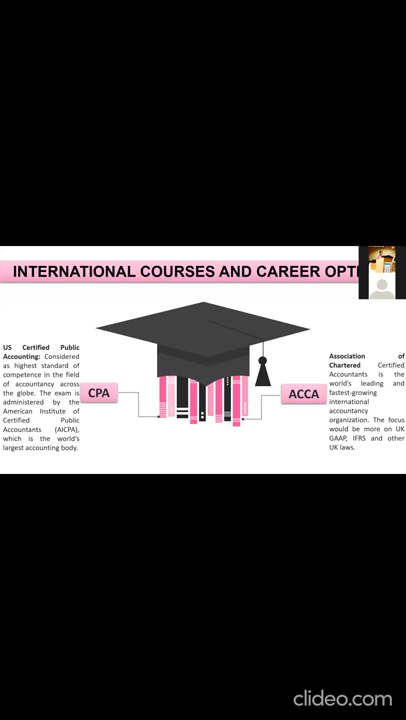 INTERNATIONAL COURSES AND CAREER OPTI
US Certified Public
Accounting: Considered
as highest standard of
competence in the field
of accountancy across
the globe. The exam is
administered by the
American Institute of
Certified Public
Accountants (AICPA),
which is the world's
largest accounting body.
CPA
ACCA
Association of
Chartered Certified
Accountants is the
world's leading and
fastest-growing
international
accountancy
organization. The focus
would be more on UK
GAAP, IFRS and other
UK laws.
clideo.com